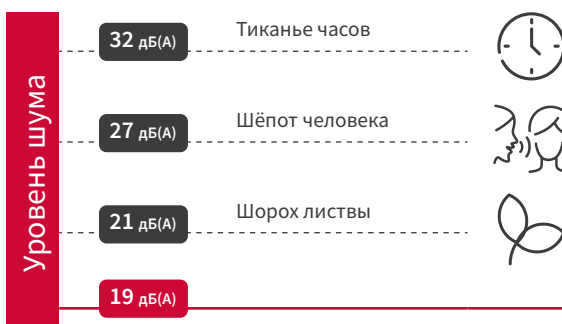 Уровень шума
32 дБ(А)
Тиканье часов
27 дБ(А)
Шёпот человека
21 дБ(А)
Шорох листвы
19 дБ(А)